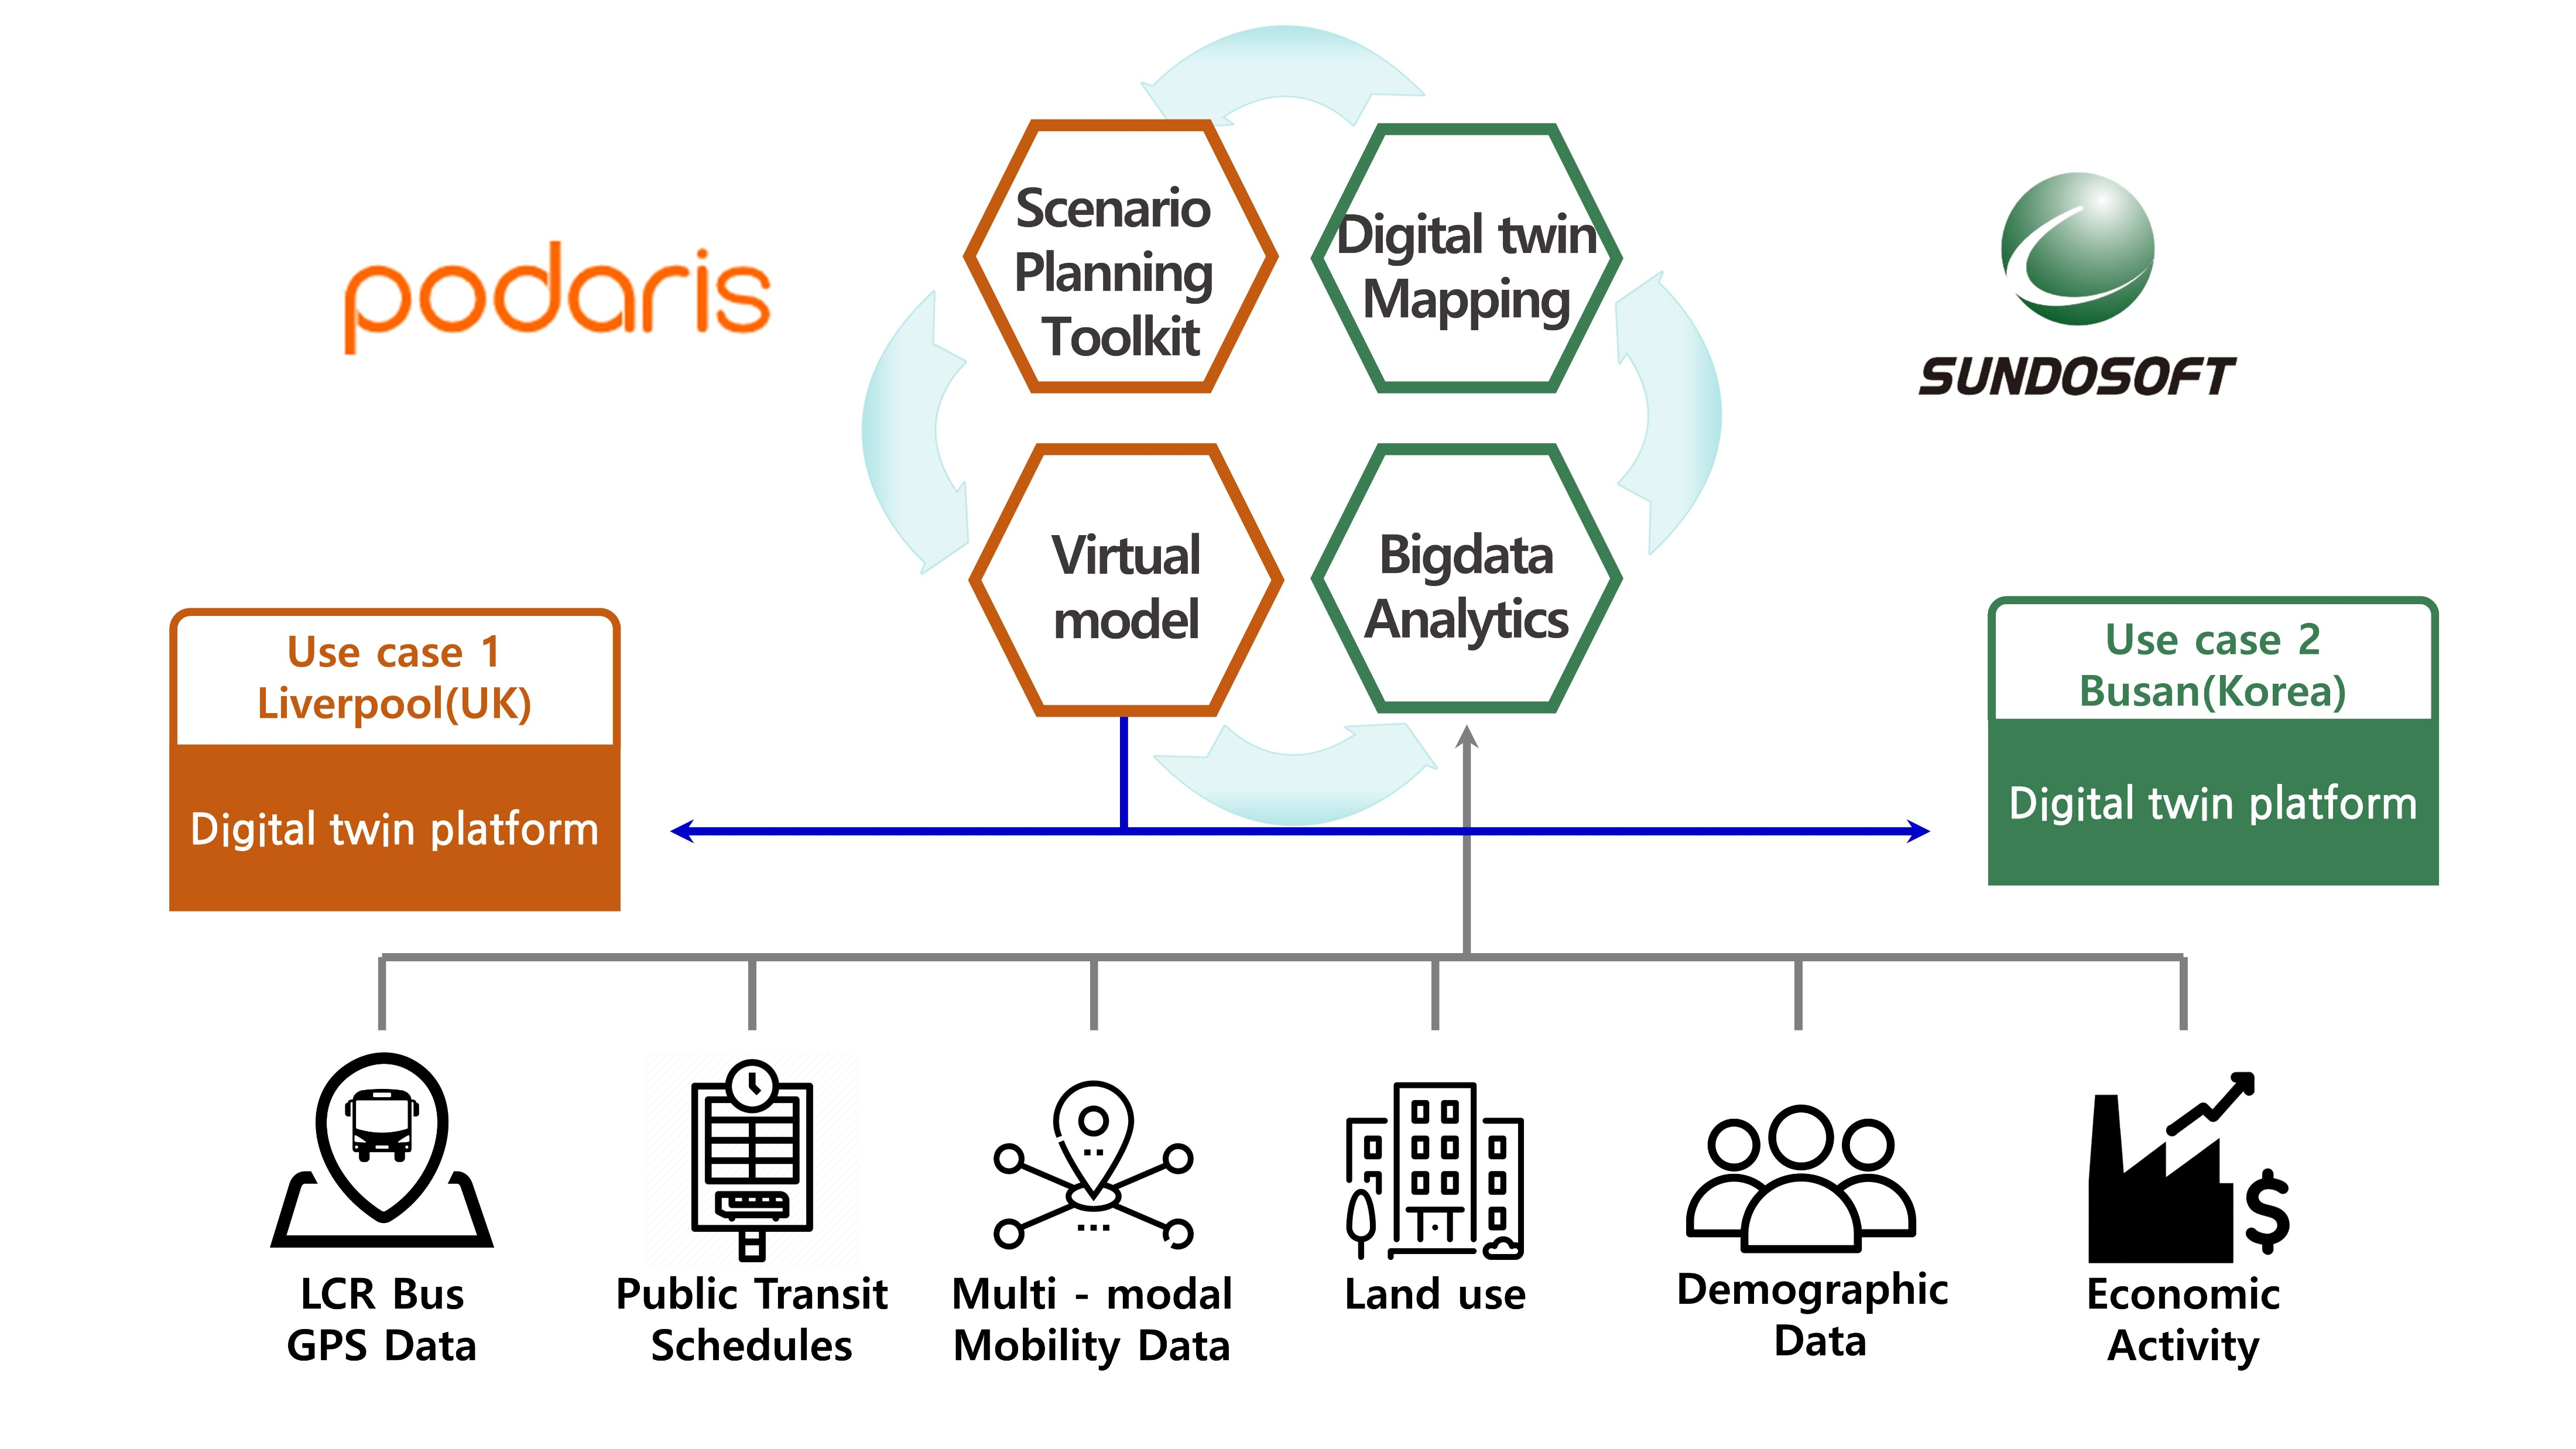 podaris
Scenario
Planning
Toolkit
Digital twin
Mapping
SUNDOSOFT
Virtual
model
Bigdata
Analytics
Use case 1
Liverpool(UK)
Digital twin platform
Use case 2
Busan(Korea)
Digital twin platform
LCR Bus
GPS Data
Public Transit
Schedules
Multi - modal
Mobility Data
Land use
Demographic
Data
Economic
Activity